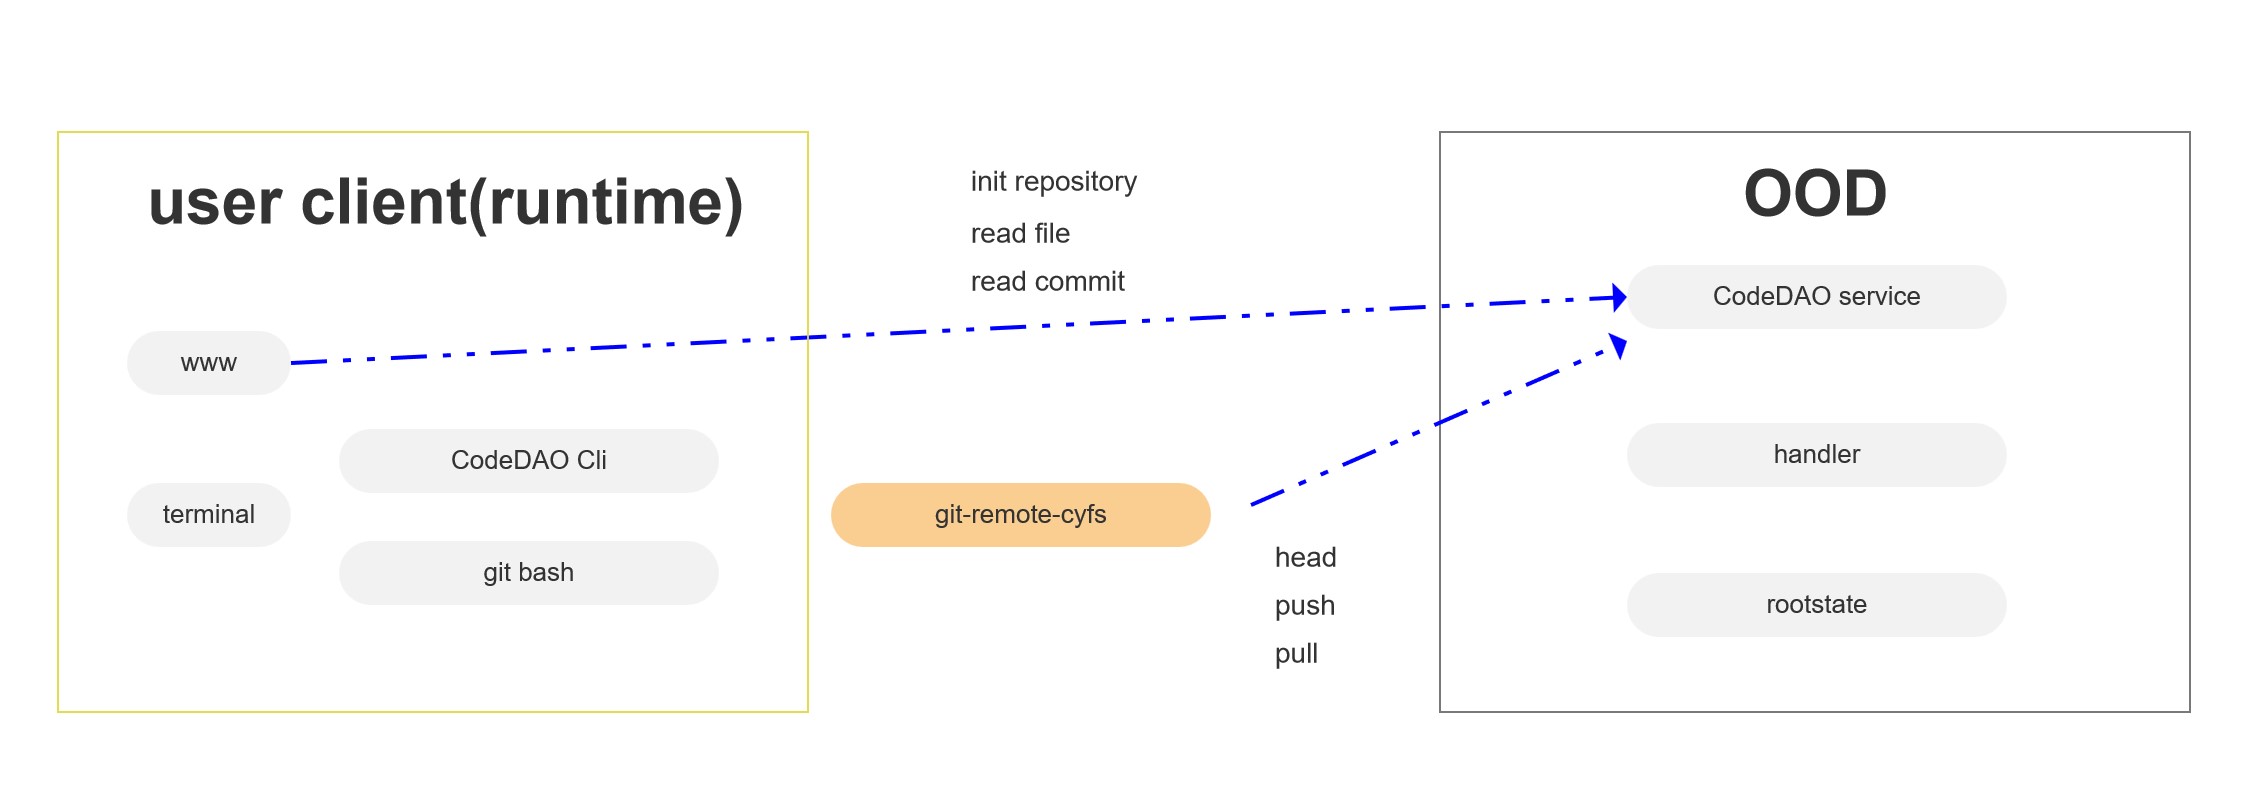 user client(runtime)
www
terminal
CodeDAO Cli
git bash
init repository
read file
read commit
git-remote-cyfs
head
push
pull
OOD
CodeDAO service
handler
rootstate